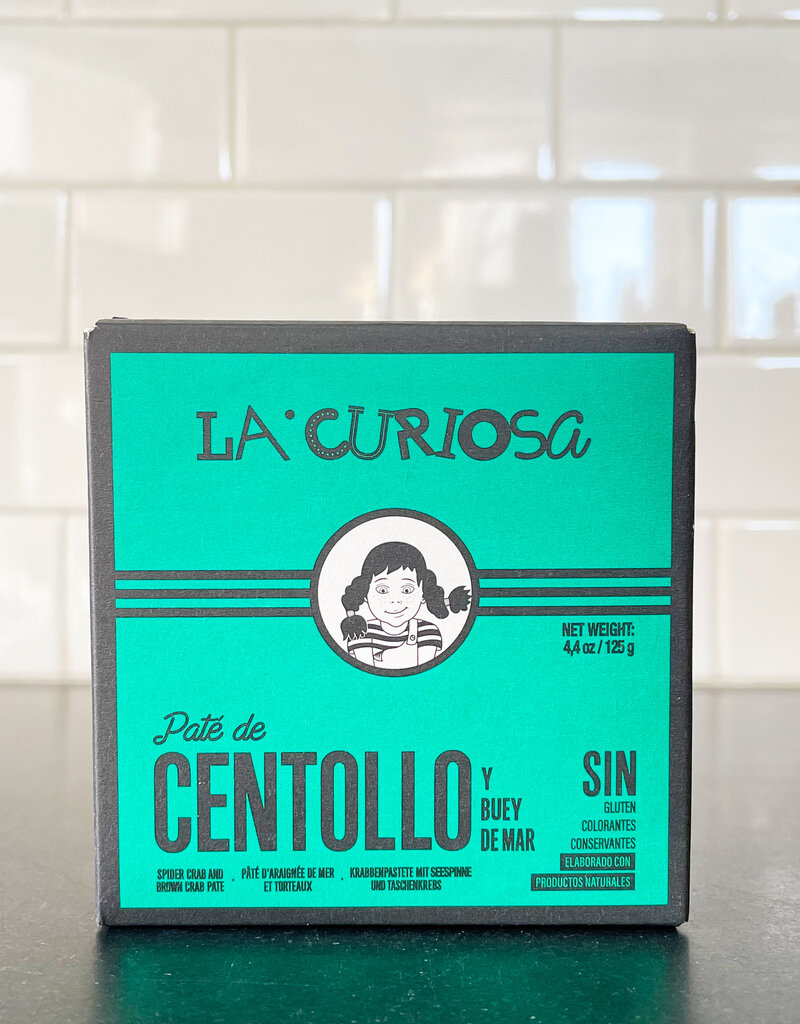 LA CURIOSA
NET WEIGHT:
4,4 oz / 125 g
Paté de
CENTOLLO
Y
BUEY
DE MAR
SIN
GLUTEN
COLORANTES
CONSERVANTES
ELABORADO CON
PRODUCTOS NATURALES
SPIDER CRAB AND
BROWN CRAB PATE
PÂTÉ D'ARAIGNÉE DE MER
ET TORTEAUX
KRABBENPASTETE MIT SEESPINNE
UND TASCHENKREBS